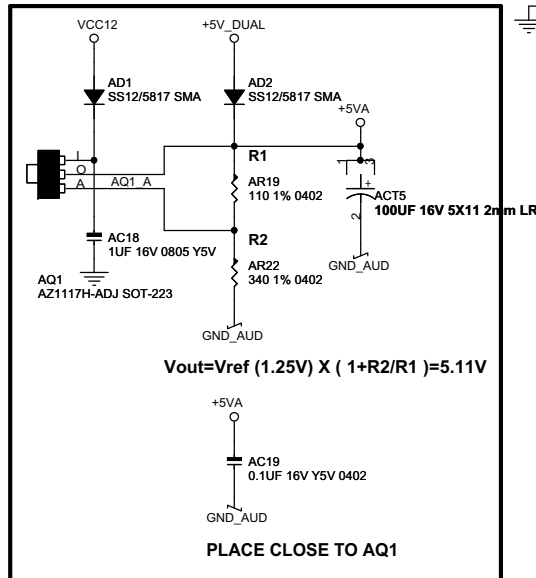 VCC12
+5V_DUAL
AD1
SS12/5817 SMA
AD2
SS12/5817 SMA
+5VA
R1
I
O
A
AQ1_A
AR19
110 1% 0402
1
3
+
ACT5
100UF 16V 5X11 2mm LR
2
R2
AC18
1UF 16V 0805 Y5V
AR22
340 1% 0402
GND_AUD
AQ1
AZ1117H-ADJ SOT-223
GND_AUD
Vout=Vref (1.25V) X ( 1+R2/R1 )=5.11V
+5VA
AC19
0.1UF 16V Y5V 0402
GND_AUD
PLACE CLOSE TO AQ1